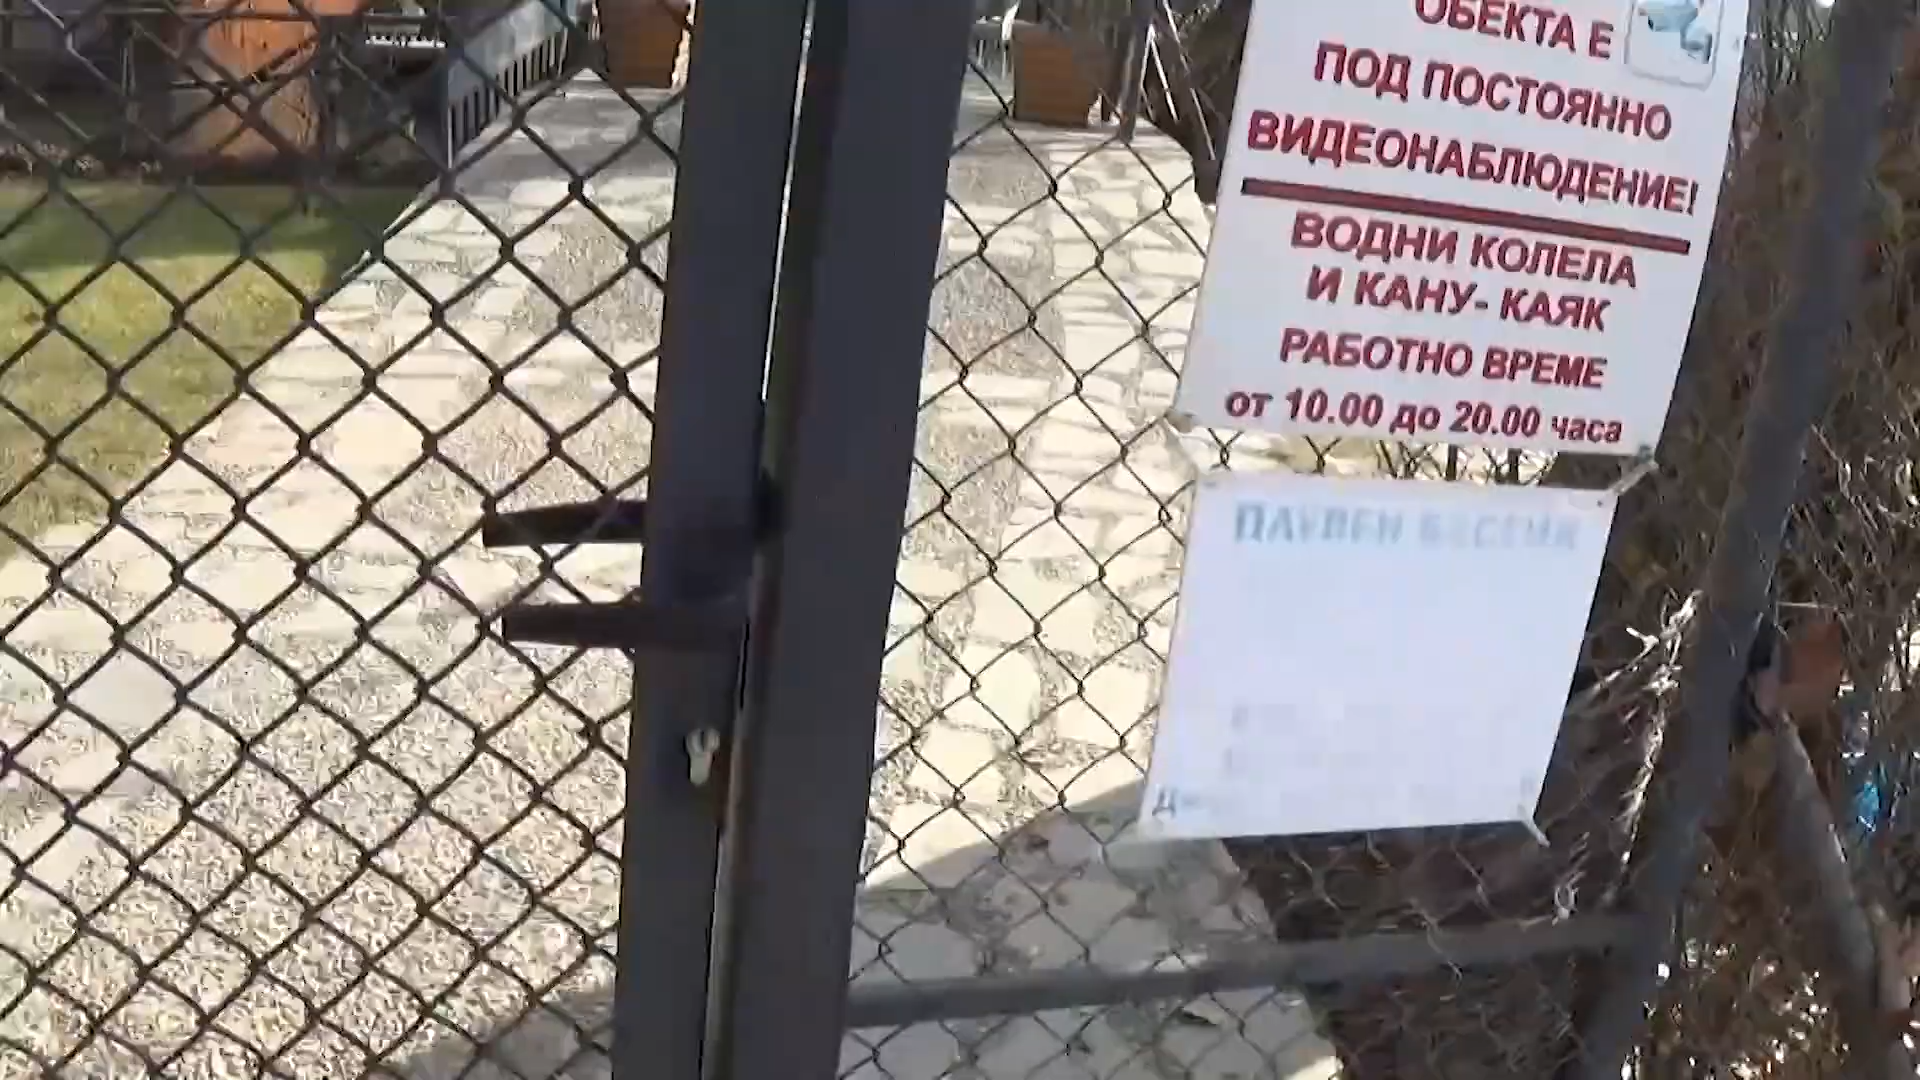 ОБЕКТА Е
ПОД ПОСТОЯННО
ВИДЕОНАБЛЮДЕНИЕ!
ВОДНИ КОЛЕЛА
И КАНУ- КАЯК
РАБОТНО ВРЕМЕ
от 10.00 до 20.00 часа